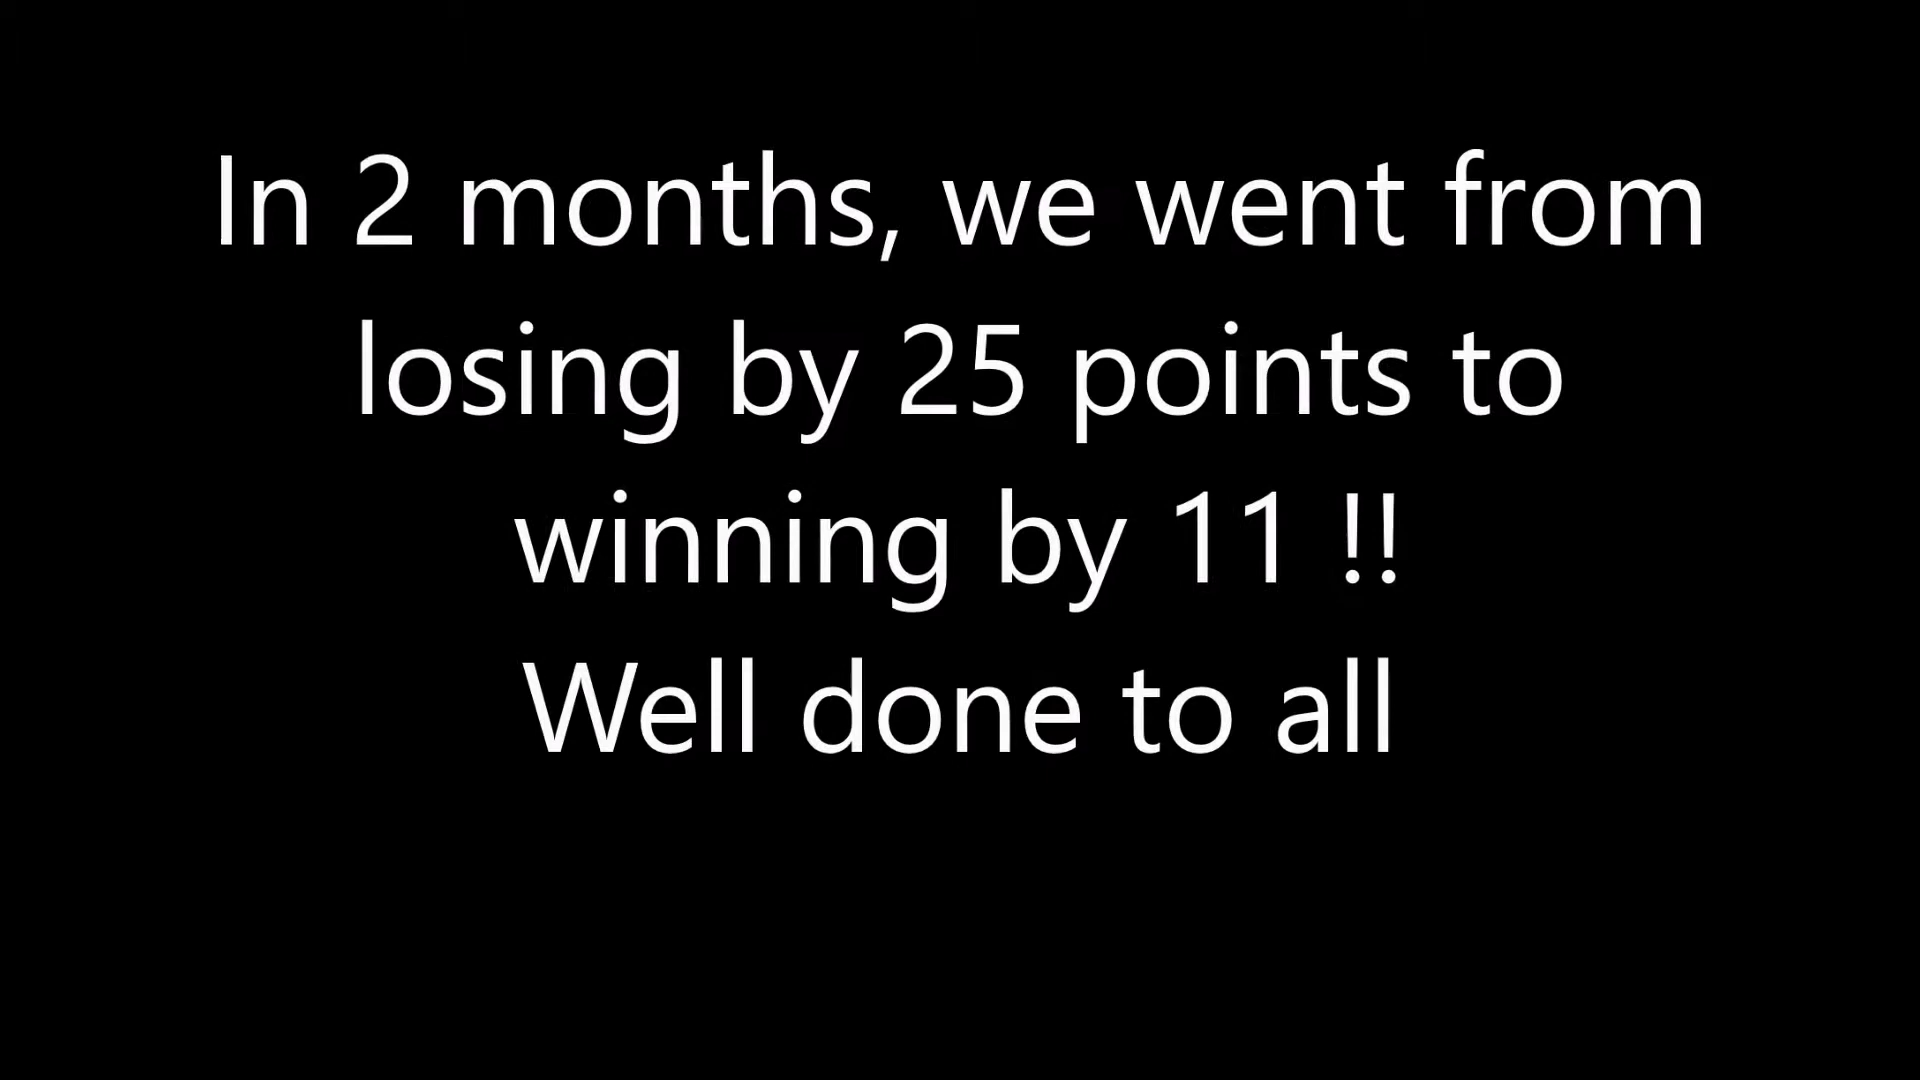 In 2 months, we went from
losing by 25 points to
winning by 11 !!
Well done to all